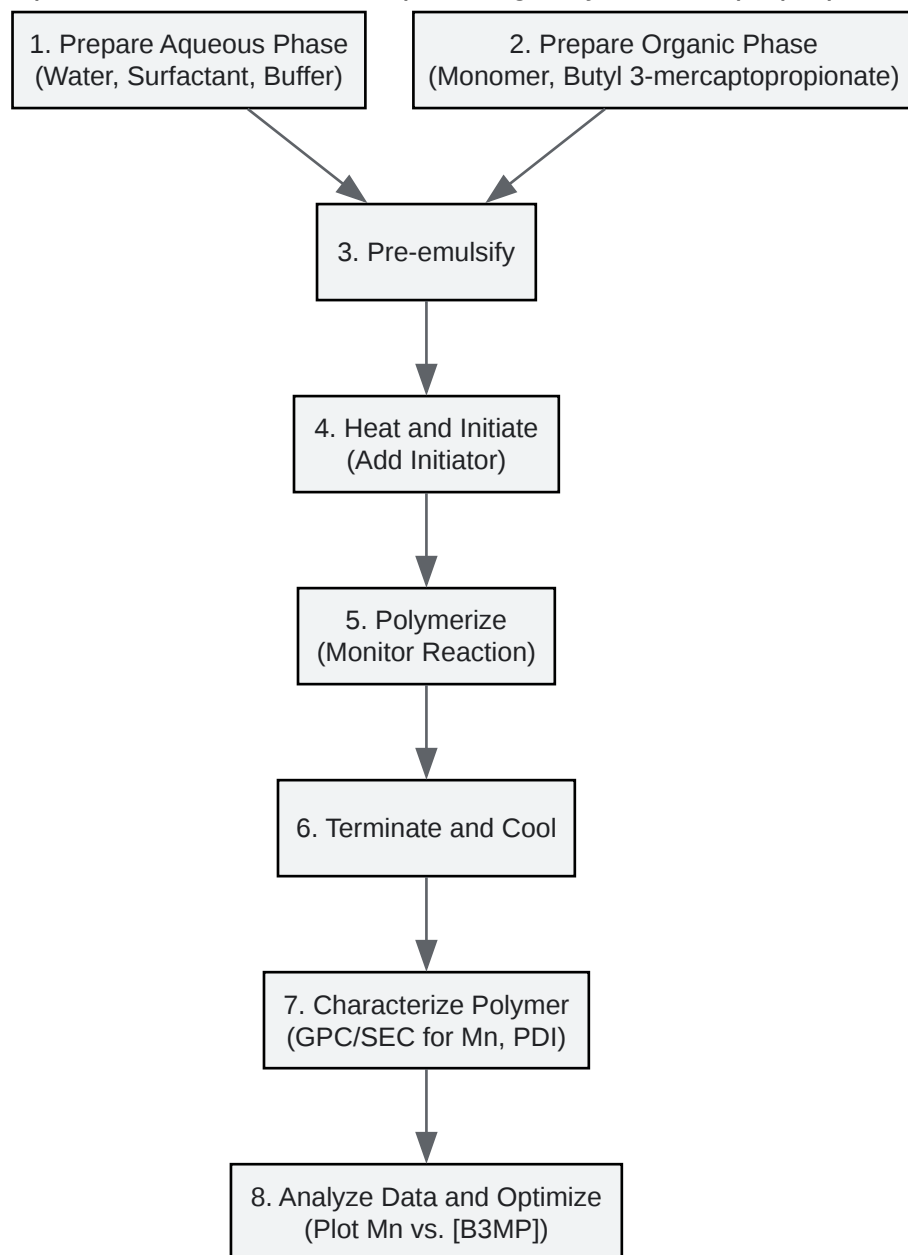 1. Prepare Aqueous Phase
(Water, Surfactant, Buffer)
2. Prepare Organic Phase
(Monomer, Butyl 3-mercaptopropionate)
3. Pre-emulsify
4. Heat and Initiate
(Add Initiator)
5. Polymerize
(Monitor Reaction)
6. Terminate and Cool
7. Characterize Polymer
(GPC/SEC for Mn, PDI)
8. Analyze Data and Optimize
(Plot Mn vs. [B3MP])